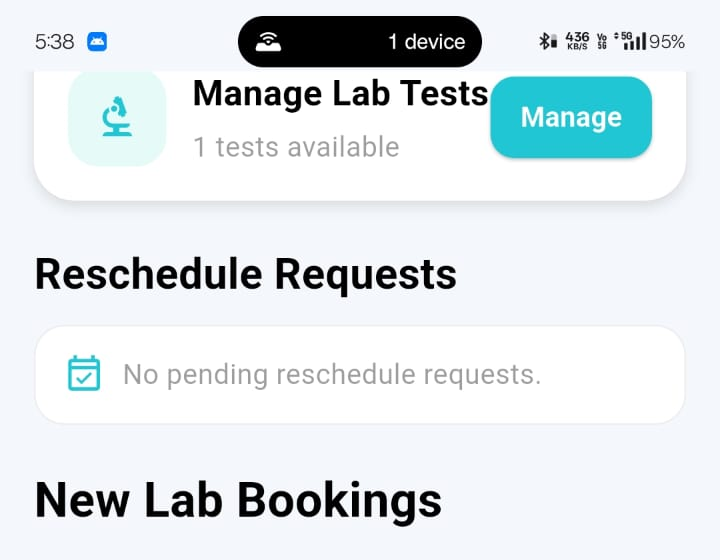 5:38
1 device
436
KB/S
Vo
5G
5G
95%
Manage Lab Tests
Manage
1 tests available
Reschedule Requests
No pending reschedule requests.
New Lab Bookings